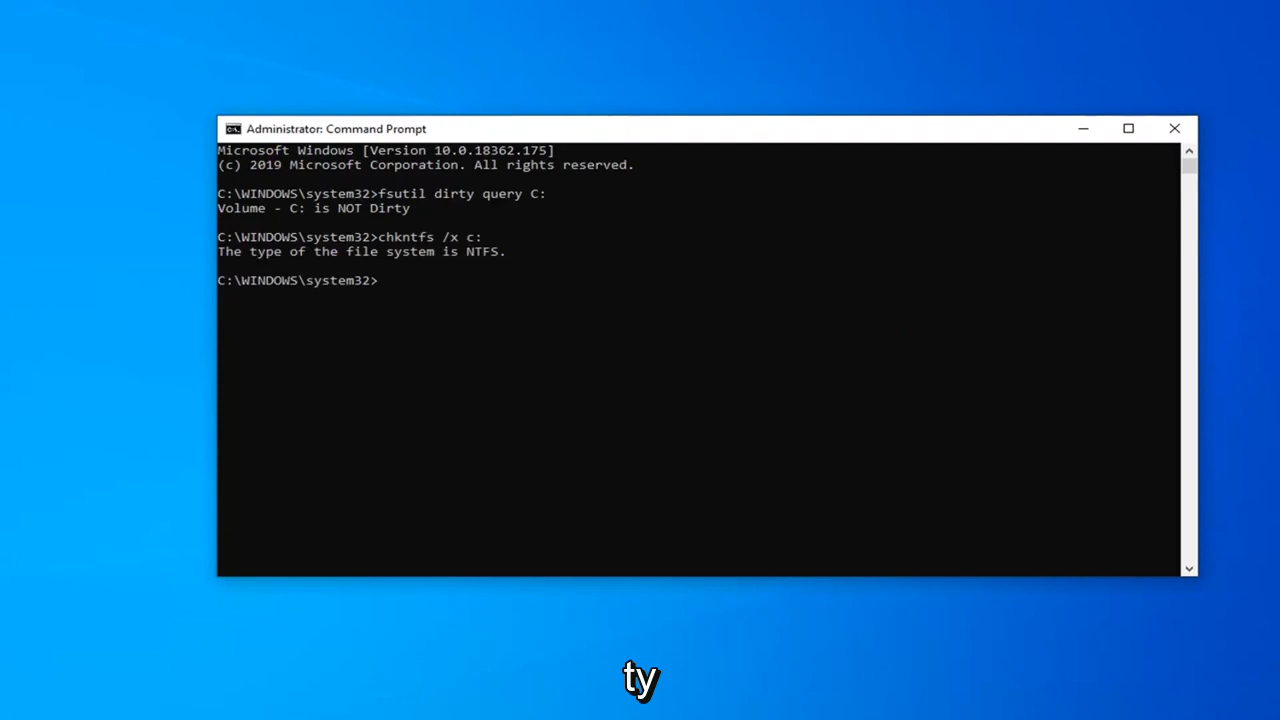 Administrator: Command Prompt
Microsoft Windows [Version 10.0.18362.175]
(c) 2019 Microsoft Corporation. All rights reserved.
C:\WINDOWS\system32>fsutil dirty query C:
Volume - C: is NOT Dirty
C:\WINDOWS\system32>chkntfs /x c:
The type of the file system is NTFS.
C:\WINDOWS\system32>
ty